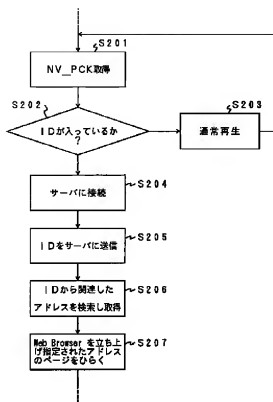 S201
NV_PCK取得
S202
IDが入っているか
?
S203
通常再生
サーバに接続
S204
IDをサーバに送信
S205
IDから関連した
アドレスを検索し取得
S206
Web Browser を立ち上
げ指定されたアドレス
のページをひらく
S207